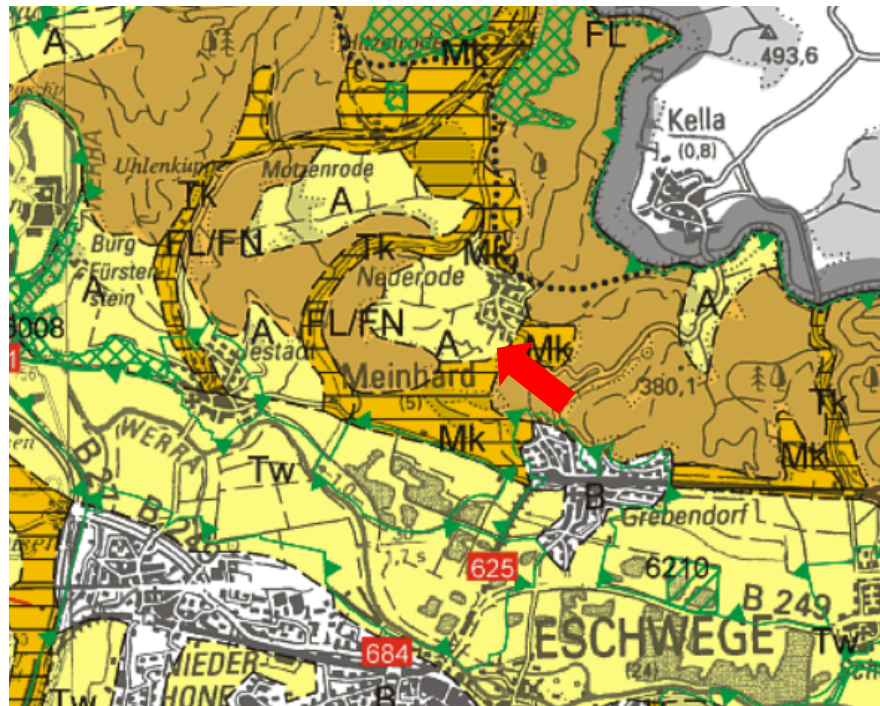 A
Hitzelrode
Mk
FL
493,6
Kella
(0,8)
Uhlenkuppe
Motzenrode
Tk
A
FL/FN
Tk
Mk
Neuerode
Burg
Fürsten-
stein
A
A
A
FL/FN
A
Mk
Jestädt
Meinhard
(5)
380,1
Tk
Mk
Mk
WERRA
Tw
B
Grebendorf
625
6210
B 249
ESCHWEGE
(24)
Tw
684
NIEDER-
HONE
B
Tw